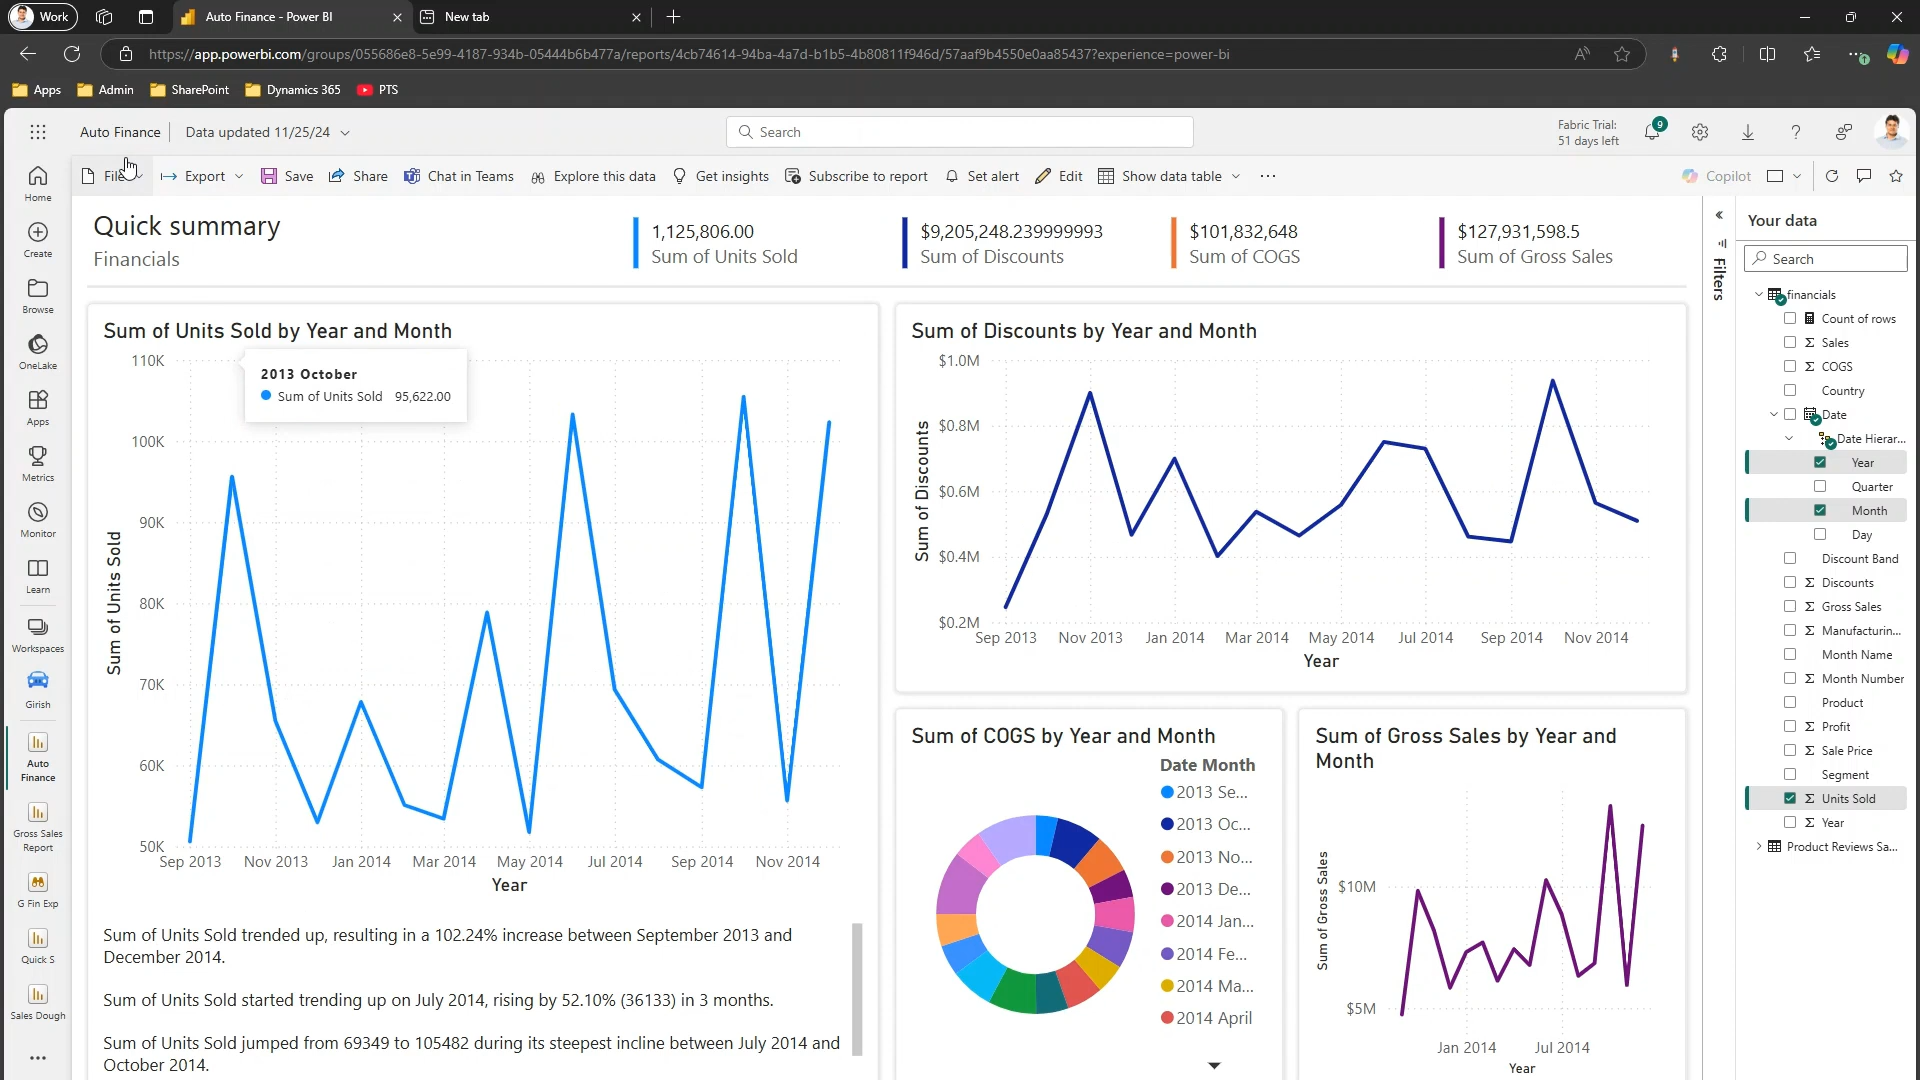 Work
Auto Finance - Power BI
New tab
https://app.powerbi.com/groups/055686e8-5e99-4187-934b-05444b6b477a/reports/4cb74614-94ba-4a7d-b1b5-4b80811f946d/57aaf9b4550e0aa85437?experience=power-bi
Apps Admin SharePoint Dynamics 365 PTS
Auto Finance Data updated 11/25/24 Search
Fabric Trial:
51 days left
9
File Export Save Share Chat in Teams Explore this data Get insights Subscribe to report Set alert Edit Show data table Copilot
Home
Create
Browse
OneLake
Apps
Metrics
Monitor
Learn
Workspaces
Girish
Auto
Finance
Gross Sales
Report
G Fin Exp
Quick S
Sales Dough
Quick summary
Financials
1,125,806.00
Sum of Units Sold
$9,205,248.239999993
Sum of Discounts
$101,832,648
Sum of COGS
$127,931,598.5
Sum of Gross Sales
Sum of Units Sold by Year and Month
110K
100K
90K
80K
70K
60K
50K
Sum of Units Sold
2013 October
Sum of Units Sold 95,622.00
Sep 2013 Nov 2013 Jan 2014 Mar 2014 May 2014 Jul 2014 Sep 2014 Nov 2014
Year
Sum of Units Sold trended up, resulting in a 102.24% increase between September 2013 and
December 2014.
Sum of Units Sold started trending up on July 2014, rising by 52.10% (36133) in 3 months.
Sum of Units Sold jumped from 69349 to 105482 during its steepest incline between July 2014 and
October 2014.
Sum of Discounts by Year and Month
$1.0M
$0.8M
$0.6M
$0.4M
$0.2M
Sum of Discounts
Sep 2013 Nov 2013 Jan 2014 Mar 2014 May 2014 Jul 2014 Sep 2014 Nov 2014
Year
Sum of COGS by Year and Month
Date Month
2013 Se...
2013 Oc...
2013 No...
2013 De...
2014 Jan...
2014 Fe...
2014 Ma...
2014 April
Sum of Gross Sales by Year and
Month
Sum of Gross Sales
$10M
$5M
Jan 2014 Jul 2014
Year
Filters
Your data
Search
financials
Count of rows
Sales
COGS
Country
Date
Date Hierar...
Year
Quarter
Month
Day
Discount Band
Discounts
Gross Sales
Manufacturin...
Month Name
Month Number
Product
Profit
Sale Price
Segment
Units Sold
Year
Product Reviews Sa...